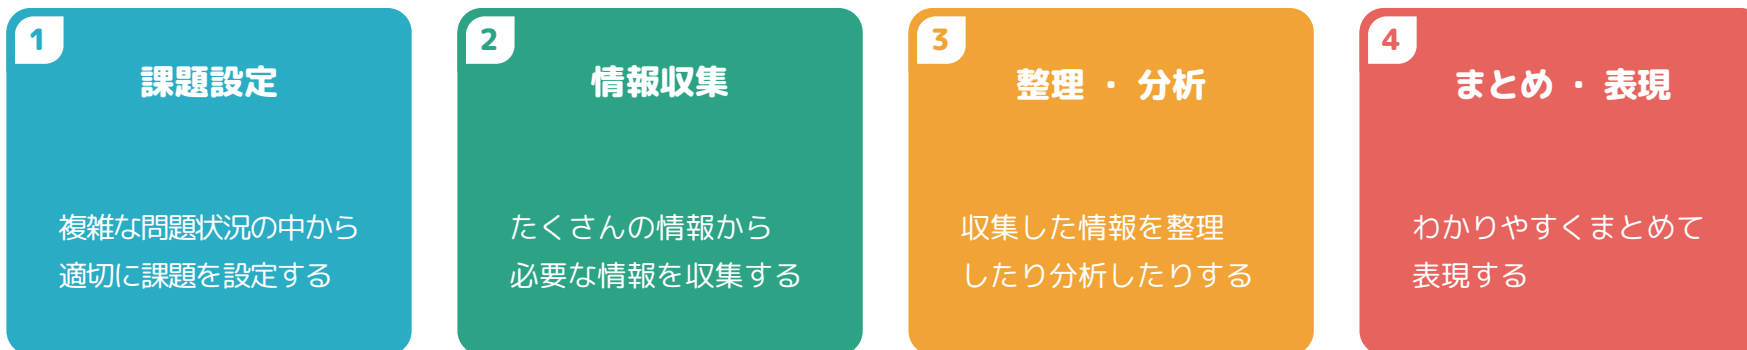 1
課題設定
複雑な問題状況の中から
適切に課題を設定する
2
情報収集
たくさんの情報から
必要な情報を収集する
3
整理 ・ 分析
収集した情報を整理
したり分析したりする
4
まとめ ・ 表現
わかりやすくまとめて
表現する